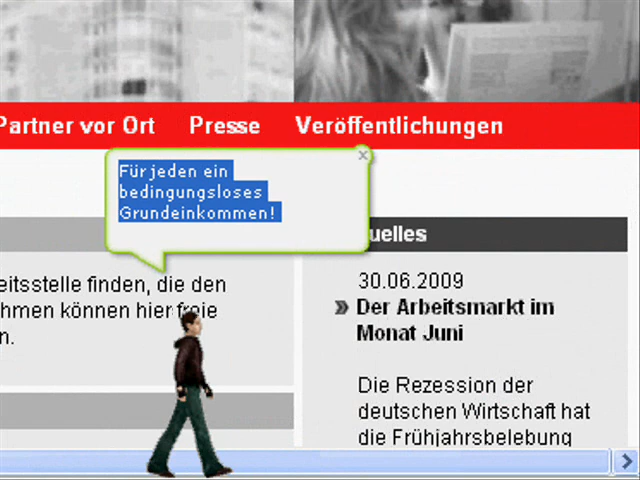 Partner vor Ort Presse Veröffentlichungen
Für jeden ein
bedingungsloses
Grundeinkommen!
uelles
eitsstelle finden, die den
hmen können hier freie
n.
30.06.2009
Der Arbeitsmarkt im
Monat Juni
Die Rezession der
deutschen Wirtschaft hat
die Frühjahrsbelebung